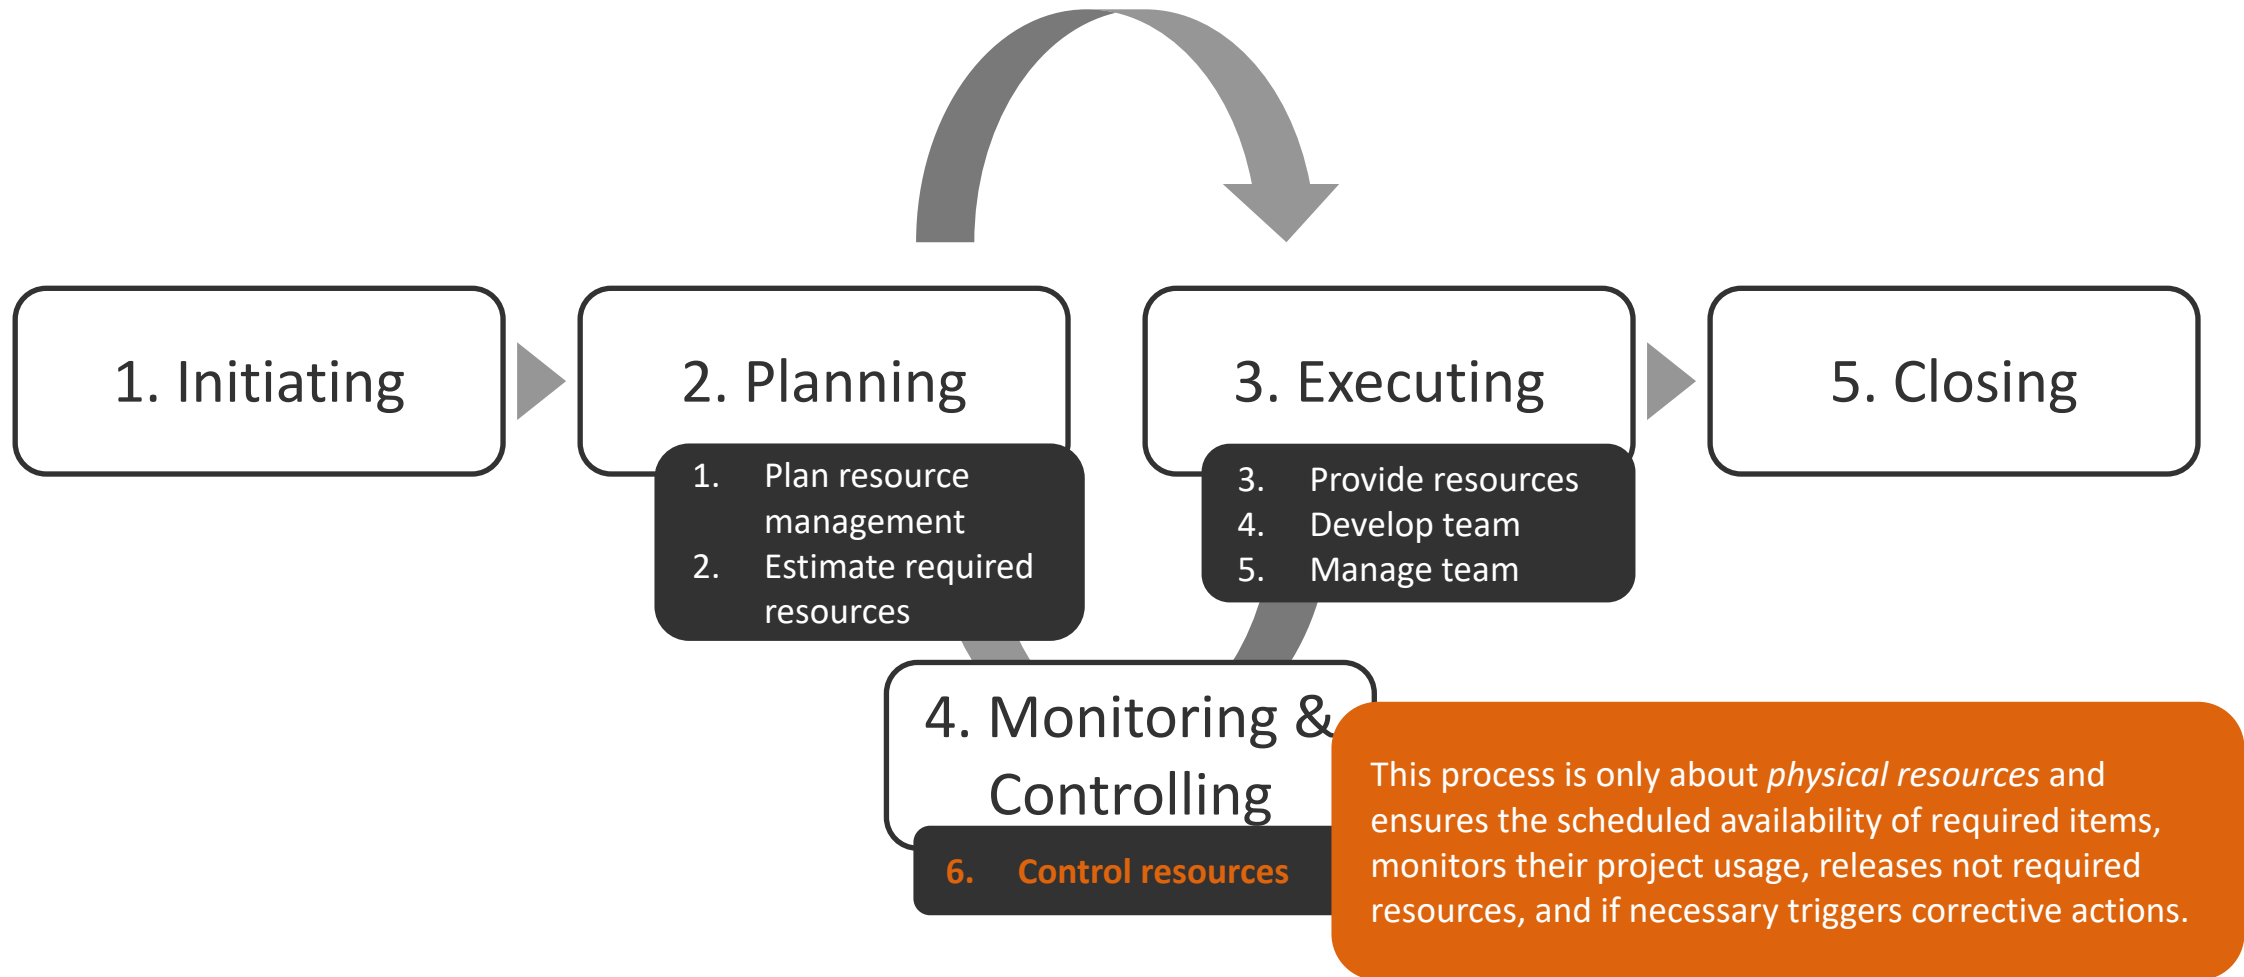 1. Initiating
2. Planning
3. Executing
5. Closing
1. Plan resource
management
2. Estimate required
resources
3. Provide resources
4. Develop team
5. Manage team
4. Monitoring &
Controlling
6. Control resources
This process is only about physical resources and
ensures the scheduled availability of required items,
monitors their project usage, releases not required
resources, and if necessary triggers corrective actions.